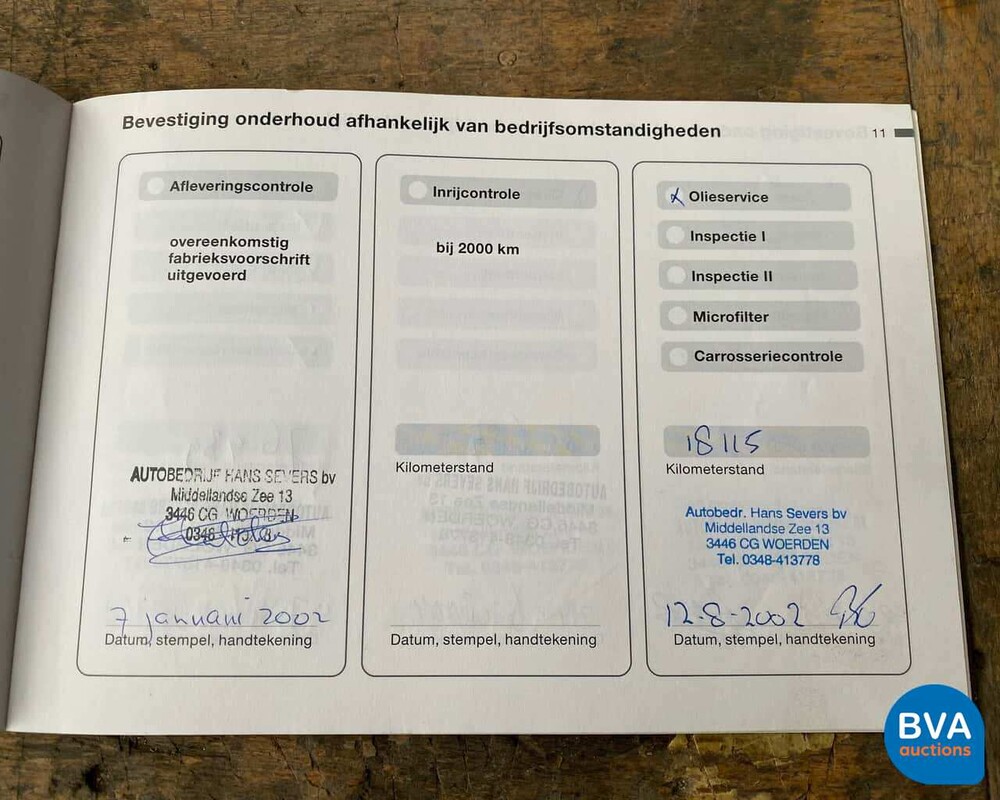 Bevestiging onderhoud afhankelijk van bedrijfsomstandigheden
11
Afleveringscontrole
overeenkomstig
fabrieksvoorschrift
uitgevoerd
AUTOBEDRIJF HANS SEVERS bv
Middellandse Zee 13
3446 CG WOERDEN
7 januari 2002
Datum, stempel, handtekening
Inrijcontrole
bij 2000 km
Kilometerstand
Datum, stempel, handtekening
Olieservice
Inspectie I
Inspectie II
Microfilter
Carrosseriecontrole
18115
Kilometerstand
Autobedr. Hans Severs bv
Middellandse Zee 13
3446 CG WOERDEN
Tel. 0348-413778
12-8-2002
Datum, stempel, handtekening
BVA
auctions